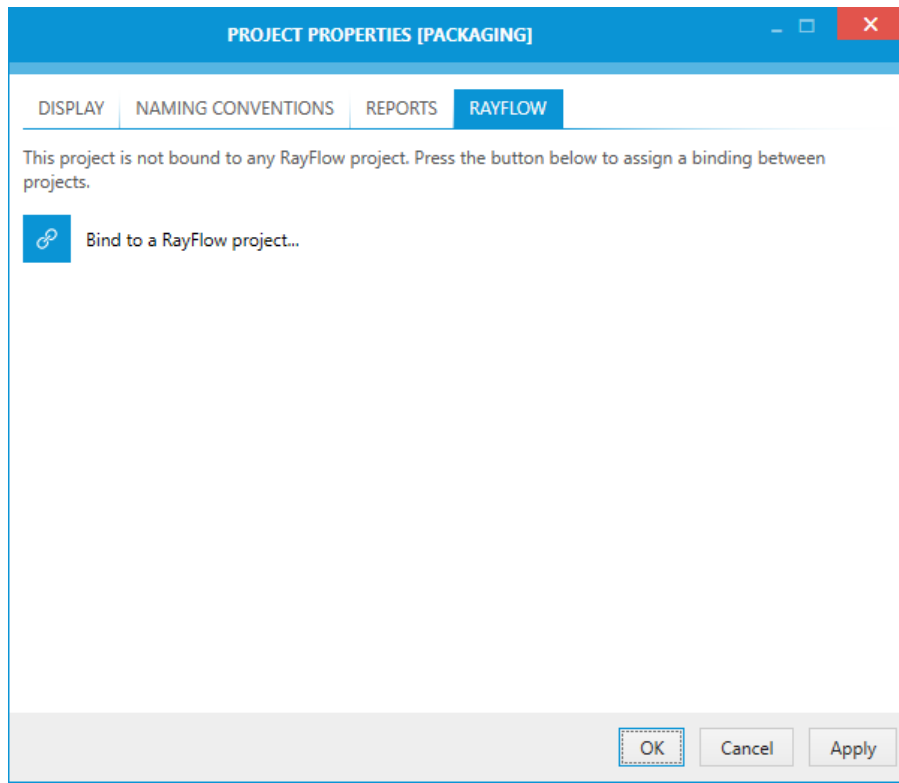 PROJECT PROPERTIES [PACKAGING]
DISPLAY NAMING CONVENTIONS REPORTS RAYFLOW
This project is not bound to any RayFlow project. Press the button below to assign a binding between
projects.
Bind to a RayFlow project...
OK Cancel Apply